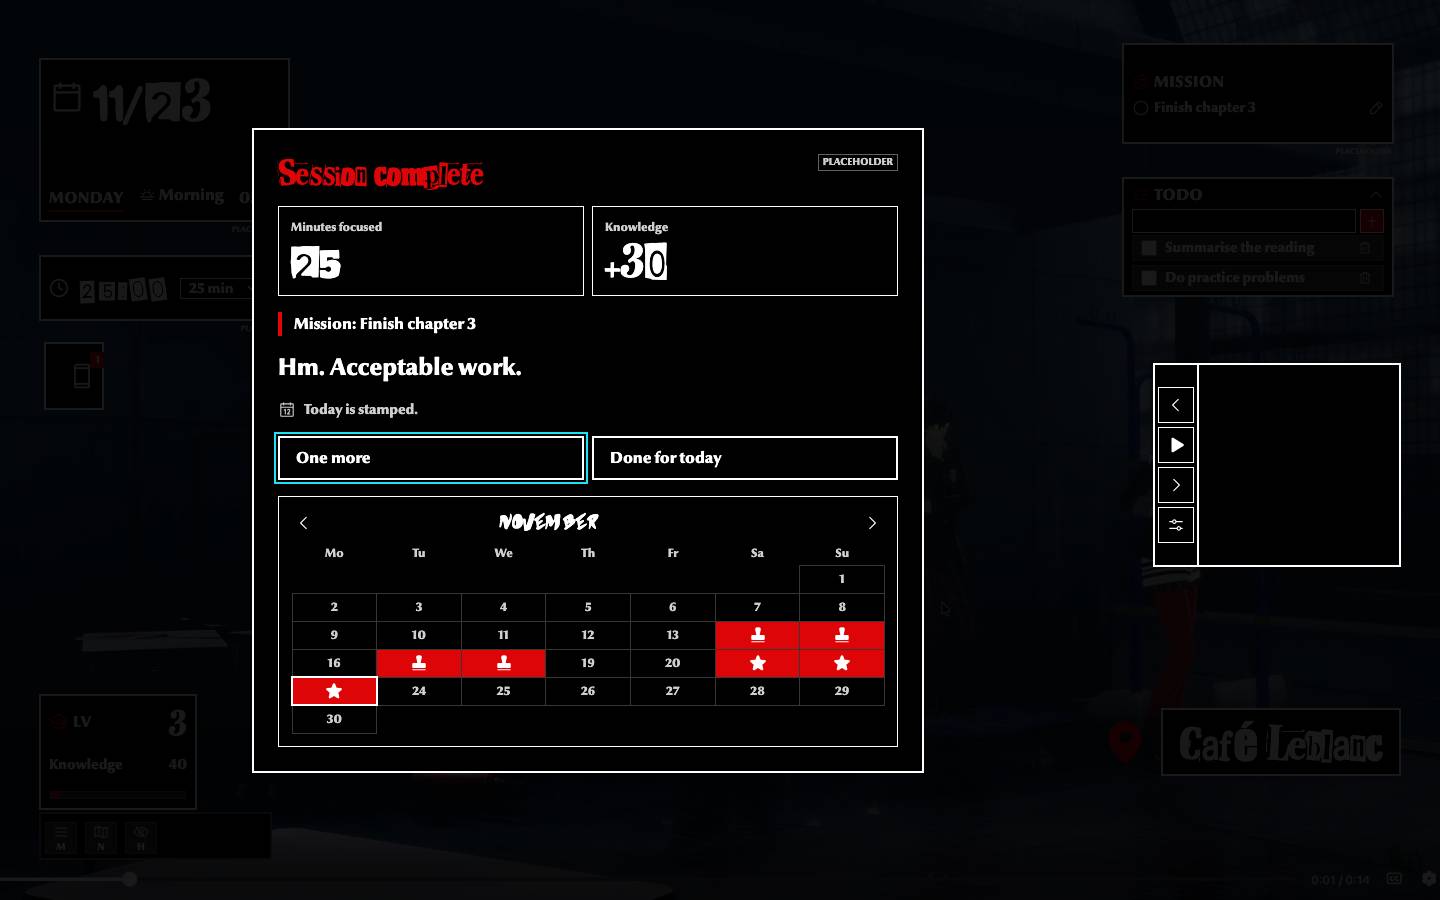 11/23
MONDAY
Morning
25:00
25 min
Session complete
PLACEHOLDER
Minutes focused
25
Knowledge
+30
Mission: Finish chapter 3
Hm. Acceptable work.
12
Today is stamped.
One more
Done for today
NOVEMBER
Mo Tu We Th Fr Sa Su
1
2 3 4 5 6 7 8
9 10 11 12 13
16 19 20
24 25 26 27 28 29
30
MISSION
Finish chapter 3
PLACEHOLDER
TODO
+
Summarise the reading
Do practice problems
1
LV 3
Knowledge 40
M N H
Café Leblanc
0:01 / 0:14
CC